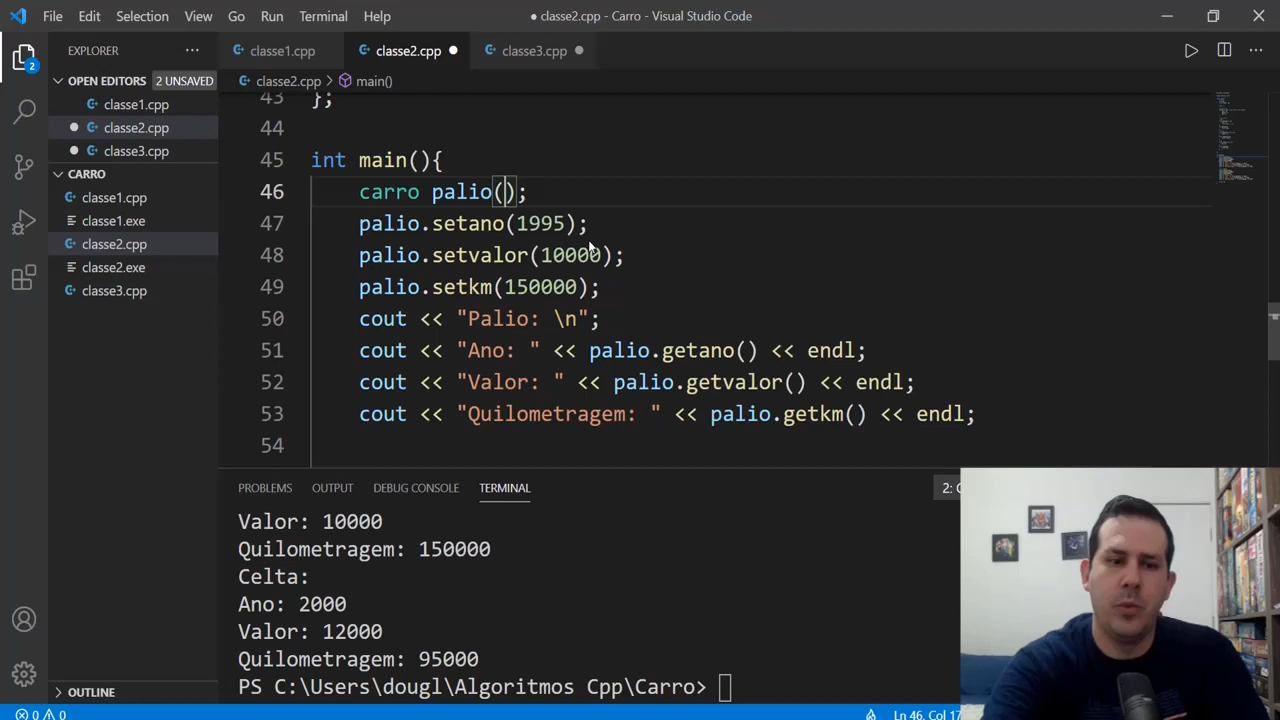 File Edit Selection View Go Run Terminal Help
classe2.cpp - Carro - Visual Studio Code
EXPLORER
classe1.cpp classe2.cpp classe3.cpp
OPEN EDITORS 2 UNSAVED
classe2.cpp > main()
classe1.cpp
classe2.cpp
classe3.cpp
CARRO
classe1.cpp
classe1.exe
classe2.cpp
classe2.exe
classe3.cpp
2
43 };
44
45 int main(){
46 carro palio();
47 palio.setano(1995);
48 palio.setvalor(10000);
49 palio.setkm(150000);
50 cout << "Palio: \n";
51 cout << "Ano: " << palio.getano() << endl;
52 cout << "Valor: " << palio.getvalor() << endl;
53 cout << "Quilometragem: " << palio.getkm() << endl;
54
PROBLEMS OUTPUT DEBUG CONSOLE TERMINAL 2:
Valor: 10000
Quilometragem: 150000
Celta:
Ano: 2000
Valor: 12000
Quilometragem: 95000
PS C:\Users\dougl\Algoritmos Cpp\Carro>
OUTLINE
0 0 Ln 46, Col 17